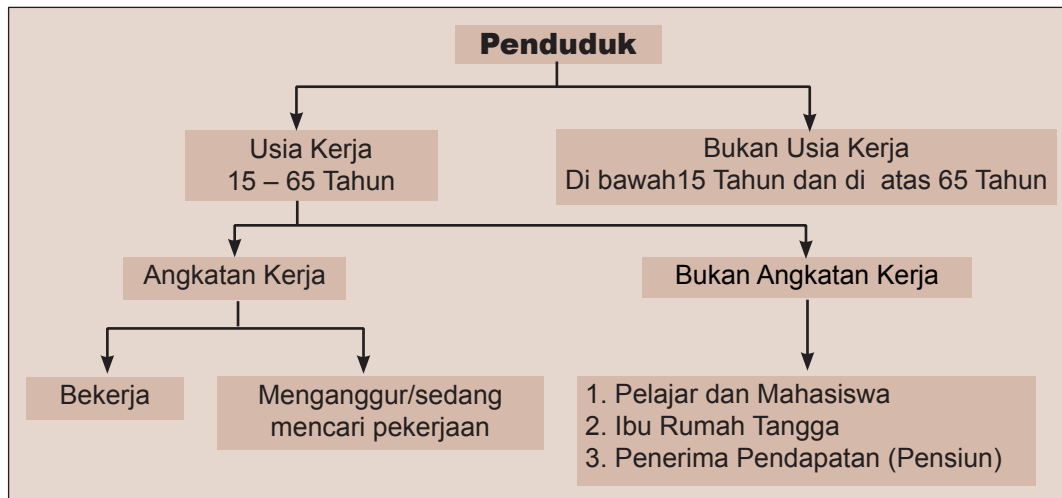 Penduduk
Usia Kerja
15 – 65 Tahun
Bukan Usia Kerja
Di bawah15 Tahun dan di atas 65 Tahun
Angkatan Kerja
Bukan Angkatan Kerja
Bekerja
Menganggur/sedang
mencari pekerjaan
1. Pelajar dan Mahasiswa
2. Ibu Rumah Tangga
3. Penerima Pendapatan (Pensiun)